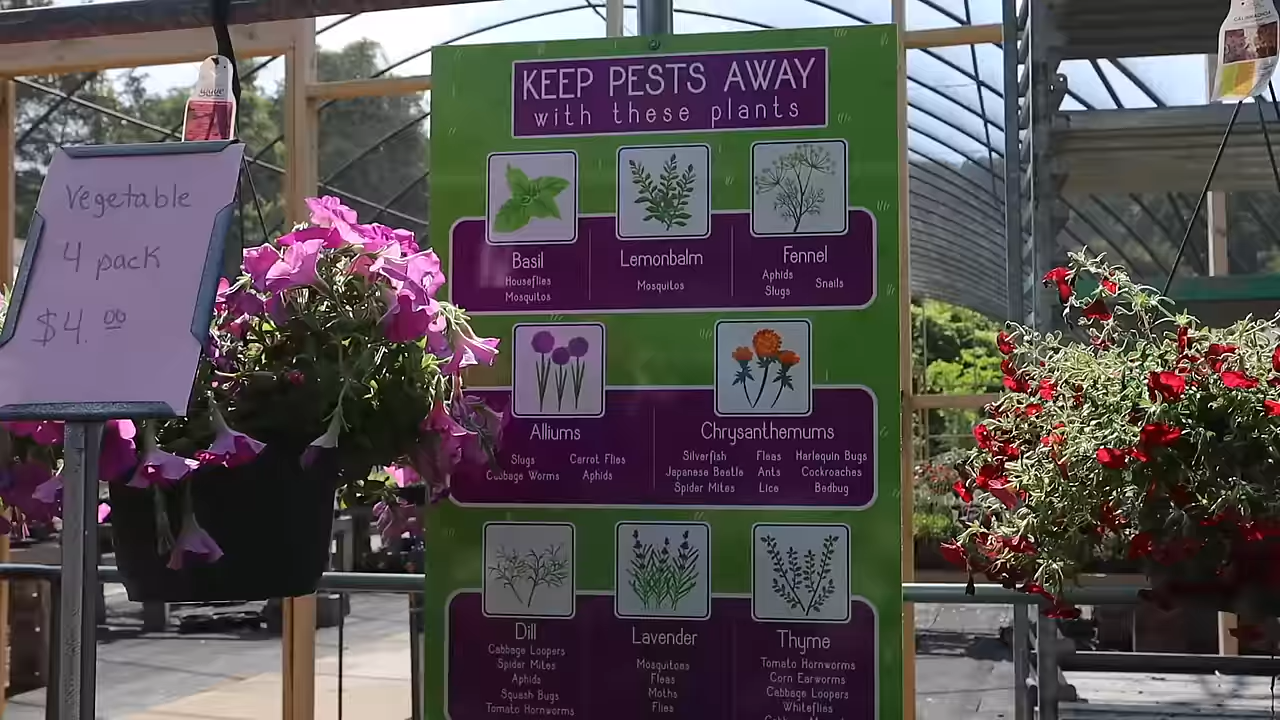 Vegetable
4 pack
$4.00
KEEP PESTS AWAY
with these plants
Basil
Houseflies
Mosquitos
Lemonbalm
Mosquitos
Fennel
Aphids
Slugs
Snails
Alliums
Slugs
Cabbage Worms
Carrot Flies
Aphids
Chrysanthemums
Silverfish
Japanese Beetle
Spider Mites
Fleas
Ants
Lice
Harlequin Bugs
Cockroaches
Bedbug
Dill
Cabbage Loopers
Spider Mites
Aphids
Squash Bugs
Tomato Hornworms
Lavender
Mosquitoes
Fleas
Moths
Flies
Thyme
Tomato Hornworms
Corn Earworms
Cabbage Loopers
Whiteflies